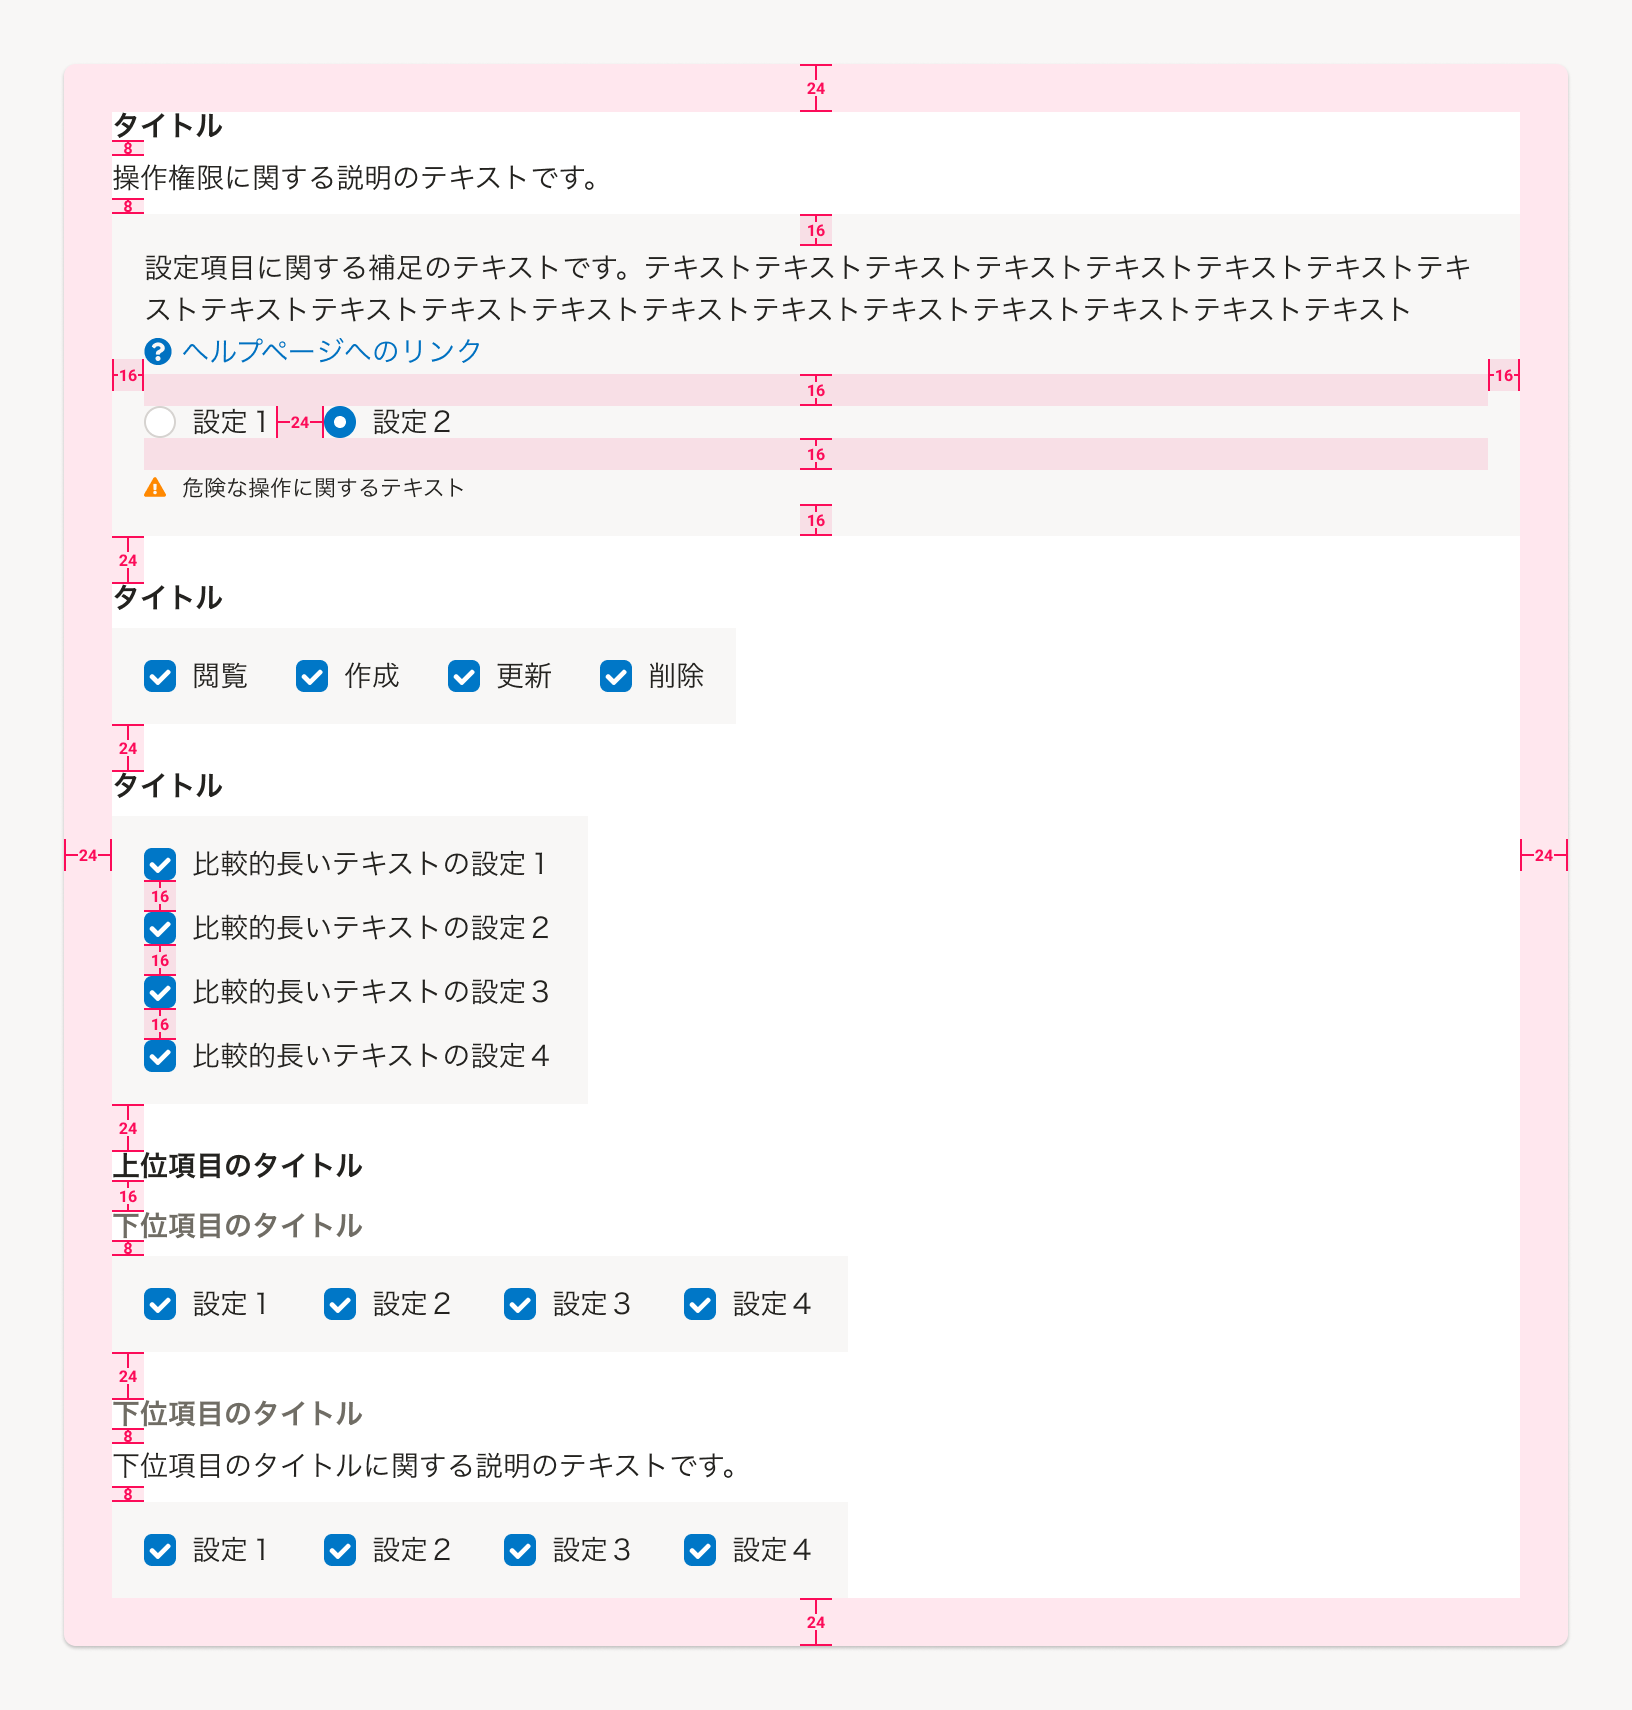 24
タイトル
8
操作権限に関する説明のテキストです。
8
16
設定項目に関する補足のテキストです。テキストテキストテキストテキストテキストテキストテキストテキ
ストテキストテキストテキストテキストテキストテキストテキストテキストテキストテキストテキスト
ヘルプページへのリンク
16 16
16
設定1 24 設定2
16
危険な操作に関するテキスト
16
24
タイトル
閲覧 作成 更新 削除
24
タイトル
24 24
比較的長いテキストの設定1
16
比較的長いテキストの設定2
16
比較的長いテキストの設定3
16
比較的長いテキストの設定4
24
上位項目のタイトル
16
下位項目のタイトル
8
設定1 設定2 設定3 設定4
24
下位項目のタイトル
8
下位項目のタイトルに関する説明のテキストです。
8
設定1 設定2 設定3 設定4
24